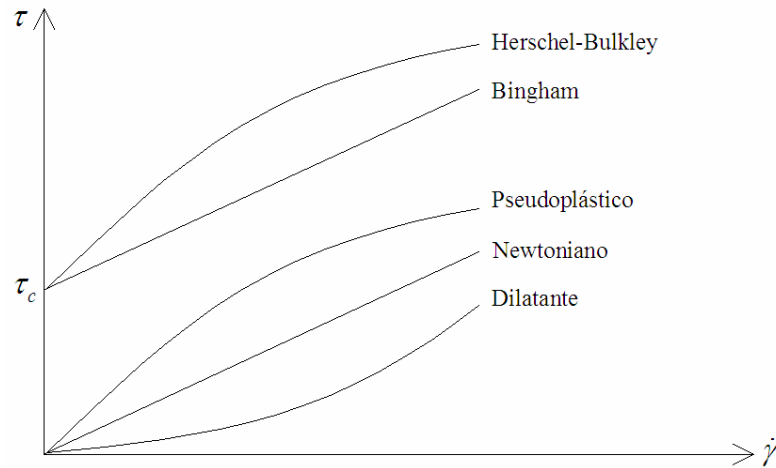 τ
Herschel-Bulkley
Bingham
Pseudoplástico
Newtoniano
τc
Dilatante
γ̇